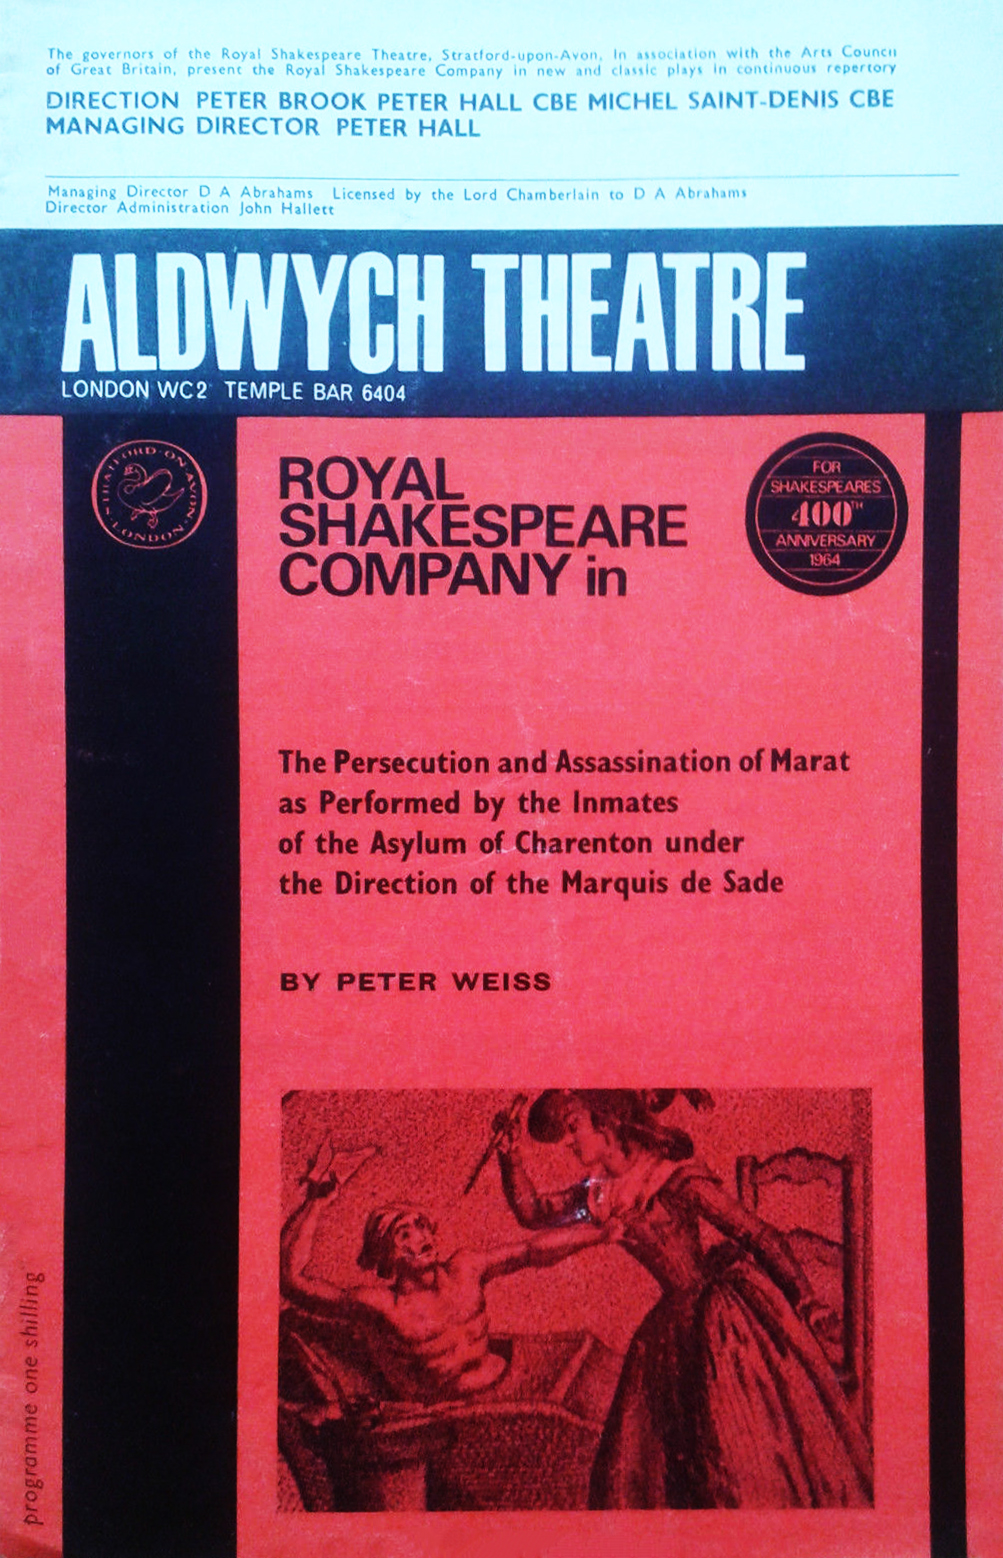 The governors of the Royal Shakespeare Theatre, Stratford-upon-Avon, In association with the Arts Council
of Great Britain, present the Royal Shakespeare Company in new and classic plays in continuous repertory
DIRECTION PETER BROOK PETER HALL CBE MICHEL SAINT-DENIS CBE
MANAGING DIRECTOR PETER HALL
Managing Director D A Abrahams Licensed by the Lord Chamberlain to D A Abrahams
Director Administration John Hallett
ALDWYCH THEATRE
LONDON WC2 TEMPLE BAR 6404
STRATFORD·ON·AVON·
LONDON·
ROYAL
SHAKESPEARE
COMPANY in
FOR
SHAKESPEARES
400TH
ANNIVERSARY
1964
The Persecution and Assassination of Marat
as Performed by the Inmates
of the Asylum of Charenton under
the Direction of the Marquis de Sade
BY PETER WEISS
programme one shilling